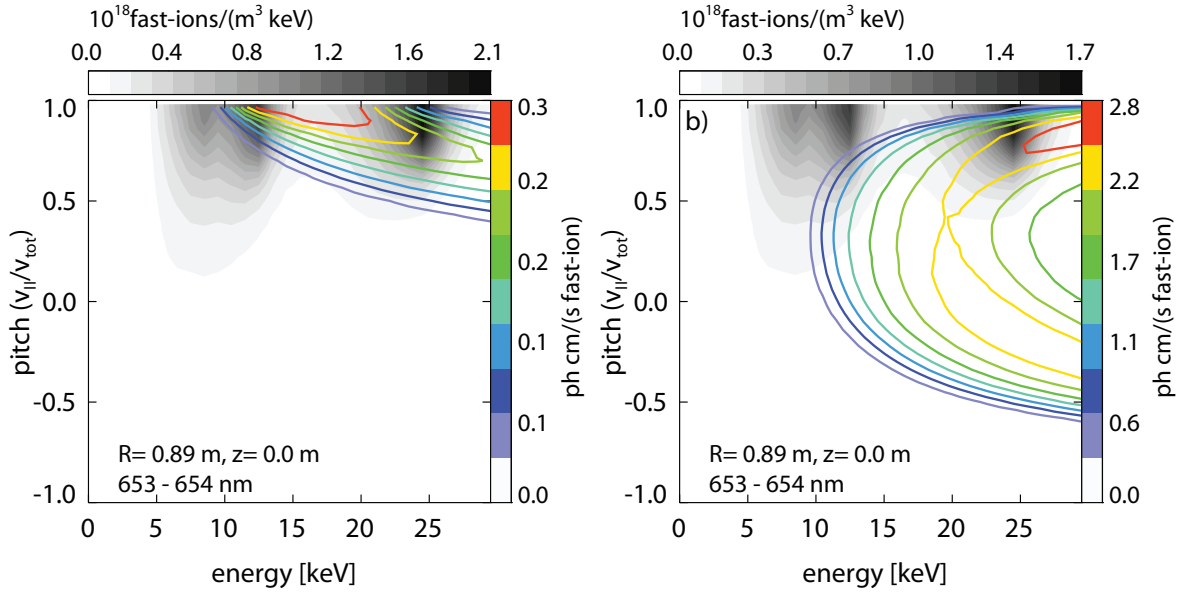 10^18 fast-ions/(m^3 keV)
0.0 0.4 0.8 1.2 1.6 2.1
1.0
0.5
0.0
-0.5
-1.0
pitch (v_||/v_tot)
R= 0.89 m, z= 0.0 m
653 - 654 nm
0 5 10 15 20 25
energy [keV]
0.3
0.2
0.2
0.1
0.1
0.0
ph cm/(s fast-ion)
10^18 fast-ions/(m^3 keV)
0.0 0.3 0.7 1.0 1.4 1.7
b)
1.0
0.5
0.0
-0.5
-1.0
pitch (v_||/v_tot)
R= 0.89 m, z= 0.0 m
653 - 654 nm
0 5 10 15 20 25
energy [keV]
2.8
2.2
1.7
1.1
0.6
0.0
ph cm/(s fast-ion)